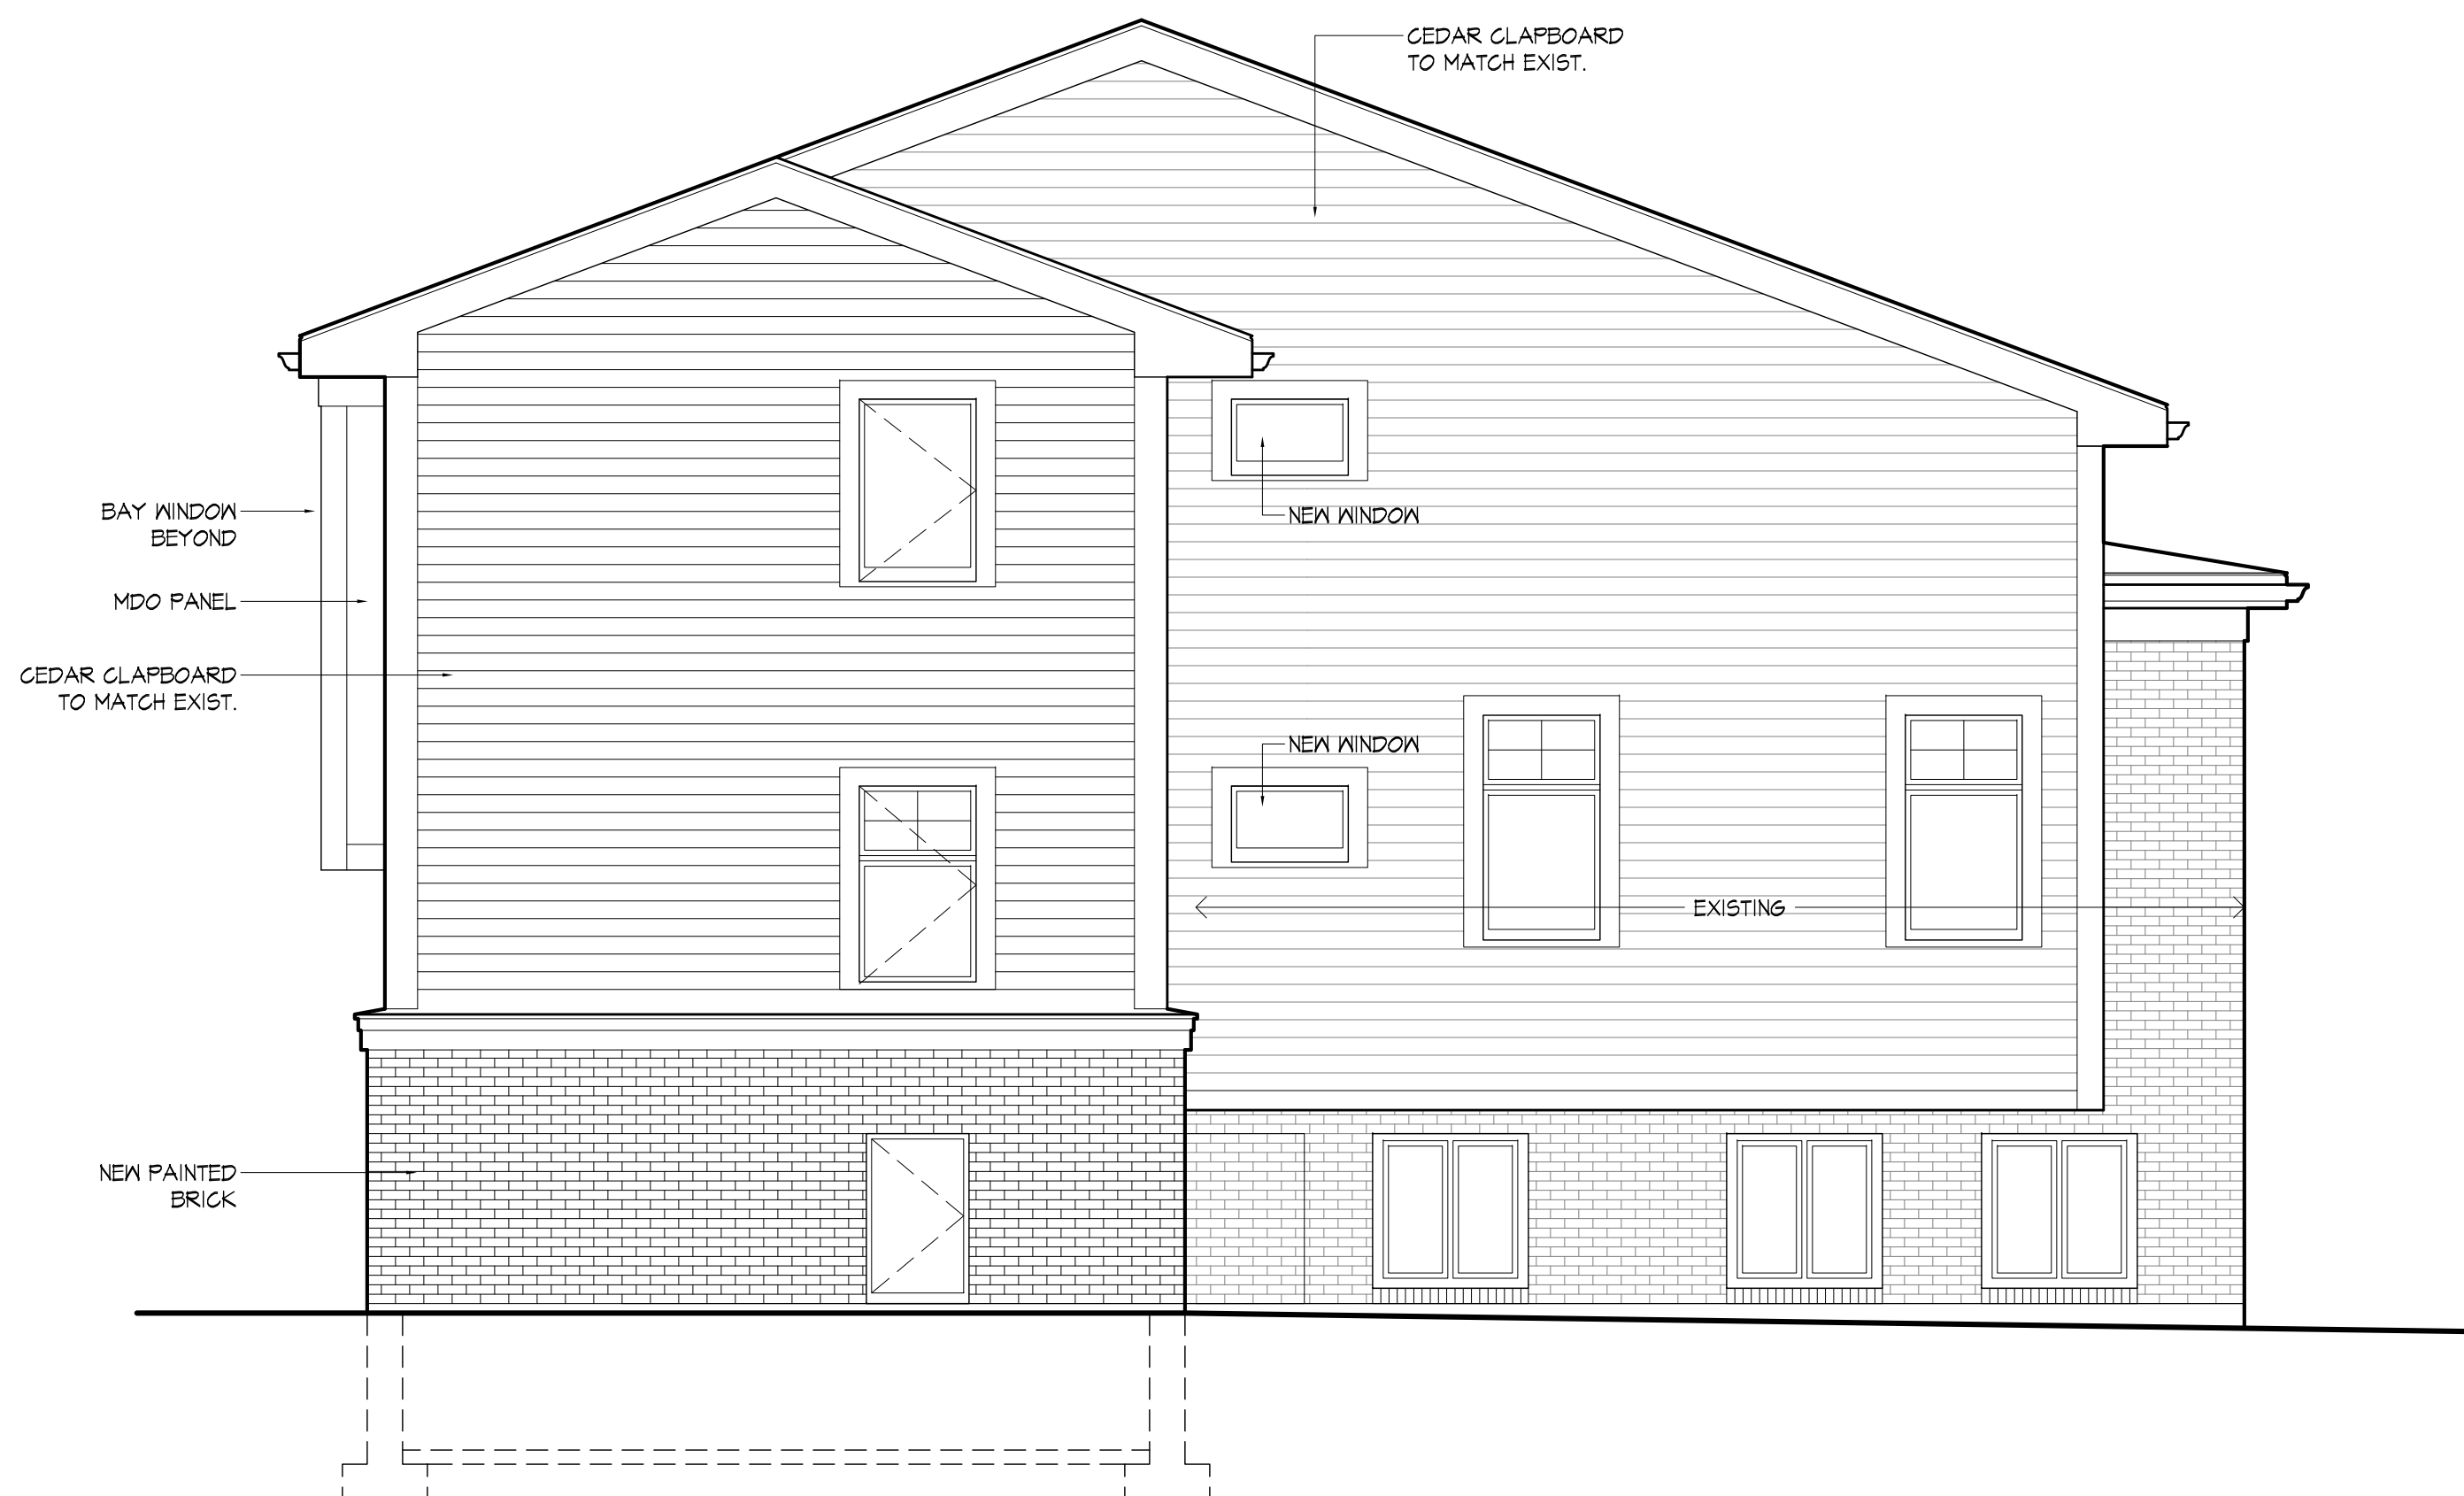 CEDAR CLAPBOARD
TO MATCH EXIST.
BAY WINDOW
BEYOND
NEW WINDOW
MDO PANEL
CEDAR CLAPBOARD
TO MATCH EXIST.
NEW WINDOW
EXISTING
NEW PAINTED
BRICK